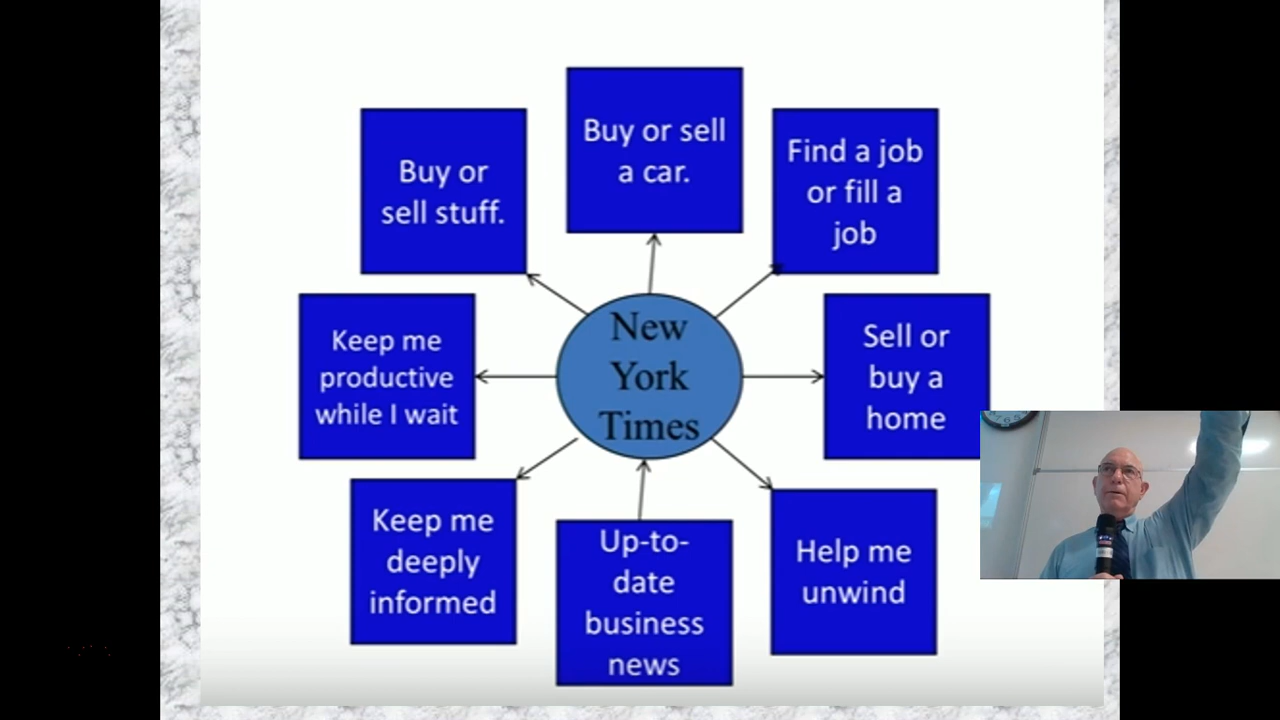 Buy or sell
a car.
Buy or
sell stuff.
Find a job
or fill a
job
New
York
Times
Keep me
productive
while I wait
Sell or
buy a
home
Keep me
deeply
informed
Up-to-
date
business
news
Help me
unwind